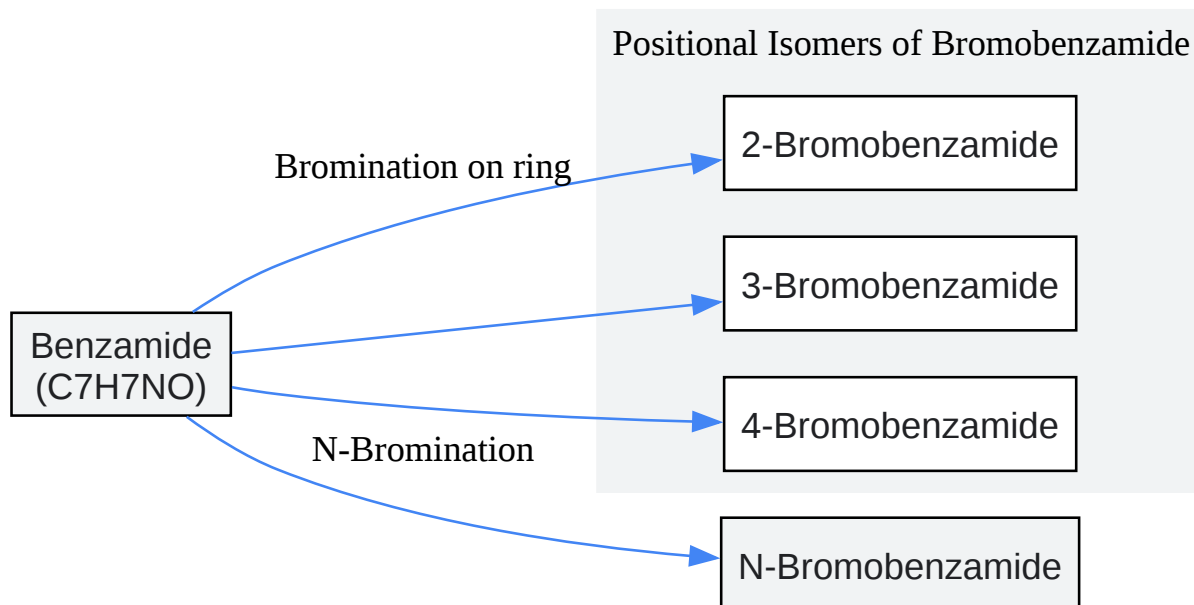 Positional Isomers of Bromobenzamide
2-Bromobenzamide
Bromination on ring
3-Bromobenzamide
Benzamide
(C7H7NO)
4-Bromobenzamide
N-Bromination
N-Bromobenzamide